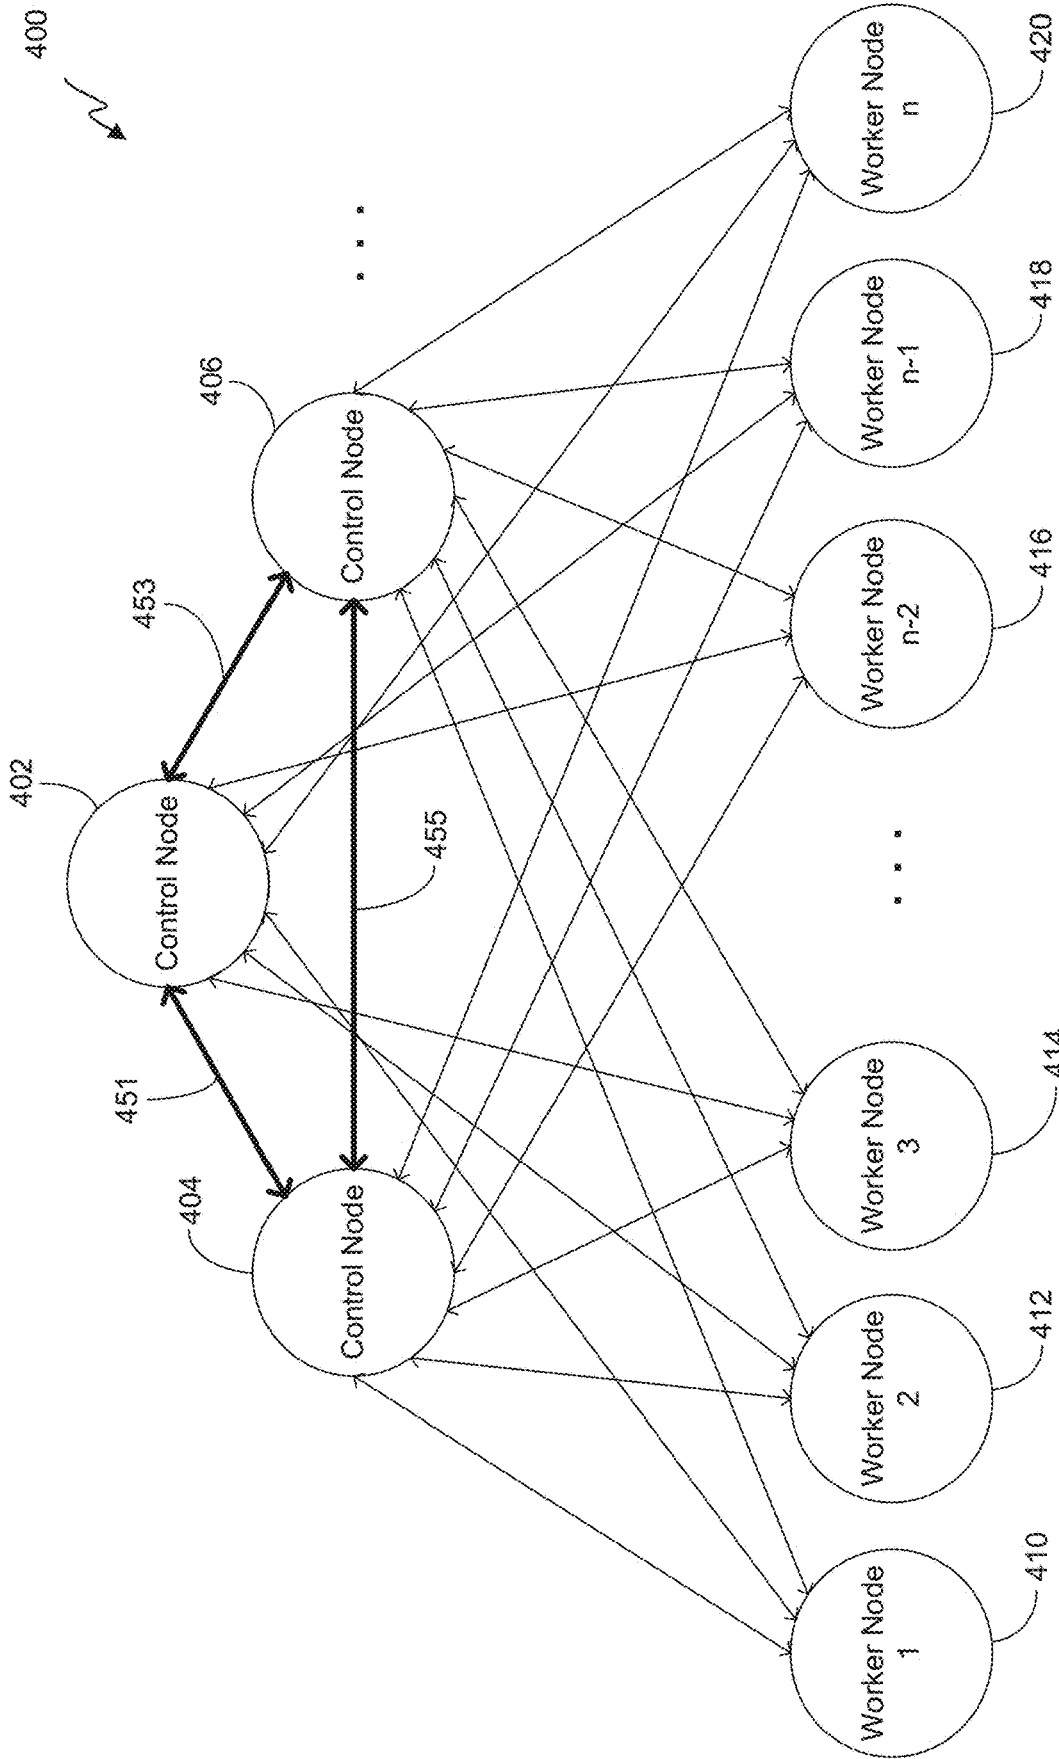 400
402
Control Node
451
453
404
Control Node
406
Control Node
. . .
455
Worker Node
1
410
Worker Node
2
412
Worker Node
3
414
. . .
Worker Node
n-2
416
Worker Node
n-1
418
Worker Node
n
420